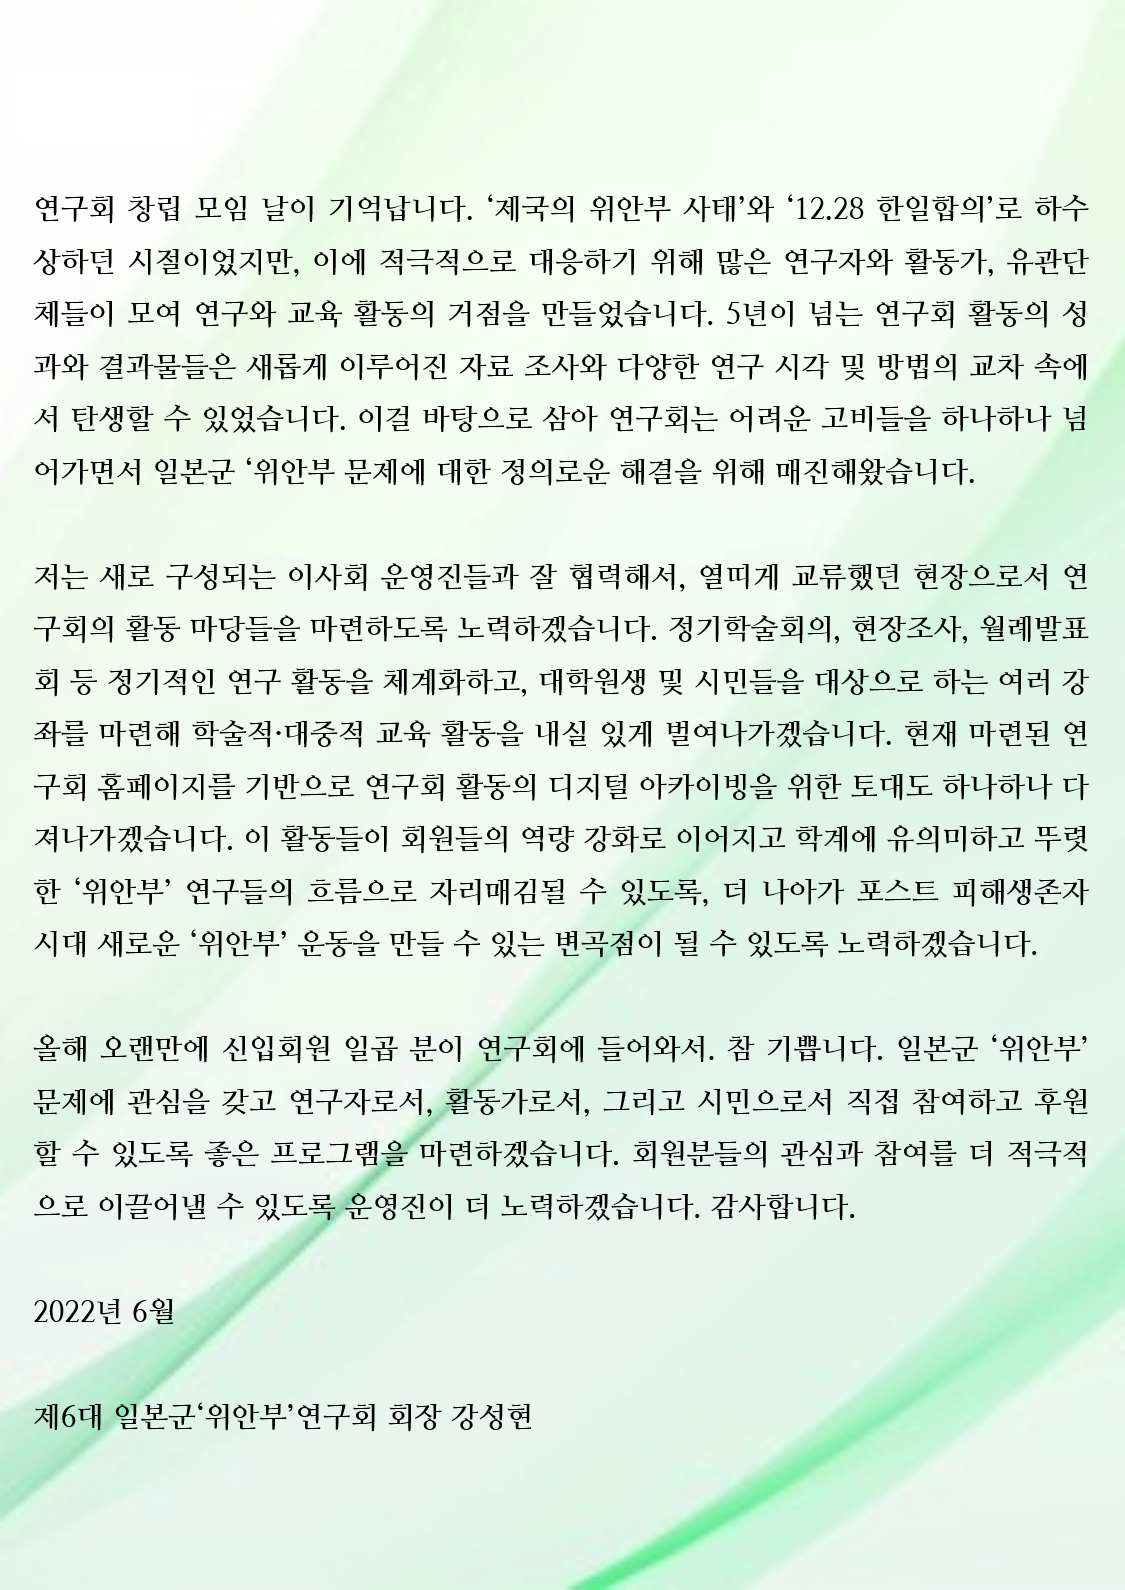 연구회 창립 모임 날이 기억납니다. ‘제국의 위안부 사태’와 ‘12.28 한일합의’로 하수
상하던 시절이었지만, 이에 적극적으로 대응하기 위해 많은 연구자와 활동가, 유관단
체들이 모여 연구와 교육 활동의 거점을 만들었습니다. 5년이 넘는 연구회 활동의 성
과와 결과물들은 새롭게 이루어진 자료 조사와 다양한 연구 시각 및 방법의 교차 속에
서 탄생할 수 있었습니다. 이걸 바탕으로 삼아 연구회는 어려운 고비들을 하나하나 넘
어가면서 일본군 ‘위안부 문제에 대한 정의로운 해결을 위해 매진해왔습니다.
저는 새로 구성되는 이사회 운영진들과 잘 협력해서, 열띠게 교류했던 현장으로서 연
구회의 활동 마당들을 마련하도록 노력하겠습니다. 정기학술회의, 현장조사, 월례발표
회 등 정기적인 연구 활동을 체계화하고, 대학원생 및 시민들을 대상으로 하는 여러 강
좌를 마련해 학술적·대중적 교육 활동을 내실 있게 벌여나가겠습니다. 현재 마련된 연
구회 홈페이지를 기반으로 연구회 활동의 디지털 아카이빙을 위한 토대도 하나하나 다
져나가겠습니다. 이 활동들이 회원들의 역량 강화로 이어지고 학계에 유의미하고 뚜렷
한 ‘위안부’ 연구들의 흐름으로 자리매김될 수 있도록, 더 나아가 포스트 피해생존자
시대 새로운 ‘위안부’ 운동을 만들 수 있는 변곡점이 될 수 있도록 노력하겠습니다.
올해 오랜만에 신입회원 일곱 분이 연구회에 들어와서. 참 기쁩니다. 일본군 ‘위안부’
문제에 관심을 갖고 연구자로서, 활동가로서, 그리고 시민으로서 직접 참여하고 후원
할 수 있도록 좋은 프로그램을 마련하겠습니다. 회원분들의 관심과 참여를 더 적극적
으로 이끌어낼 수 있도록 운영진이 더 노력하겠습니다. 감사합니다.
2022년 6월
제6대 일본군‘위안부’연구회 회장 강성현